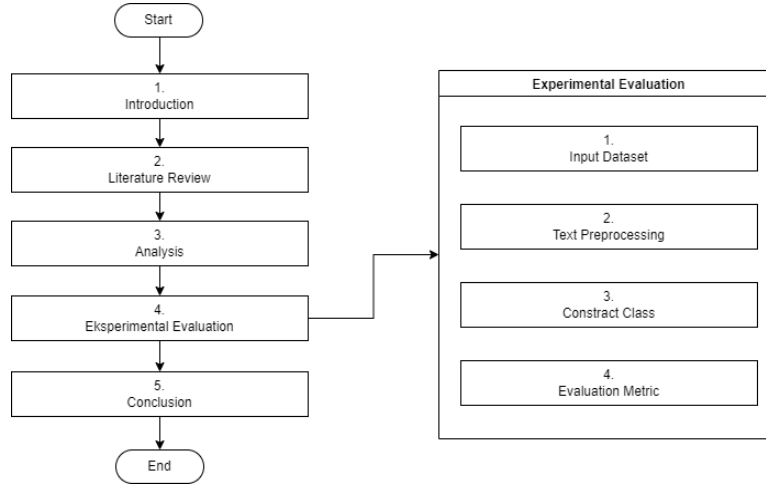 Start
1.
Introduction
2.
Literature Review
3.
Analysis
4.
Eksperimental Evaluation
5.
Conclusion
End
Experimental Evaluation
1.
Input Dataset
2.
Text Preprocessing
3.
Constract Class
4.
Evaluation Metric